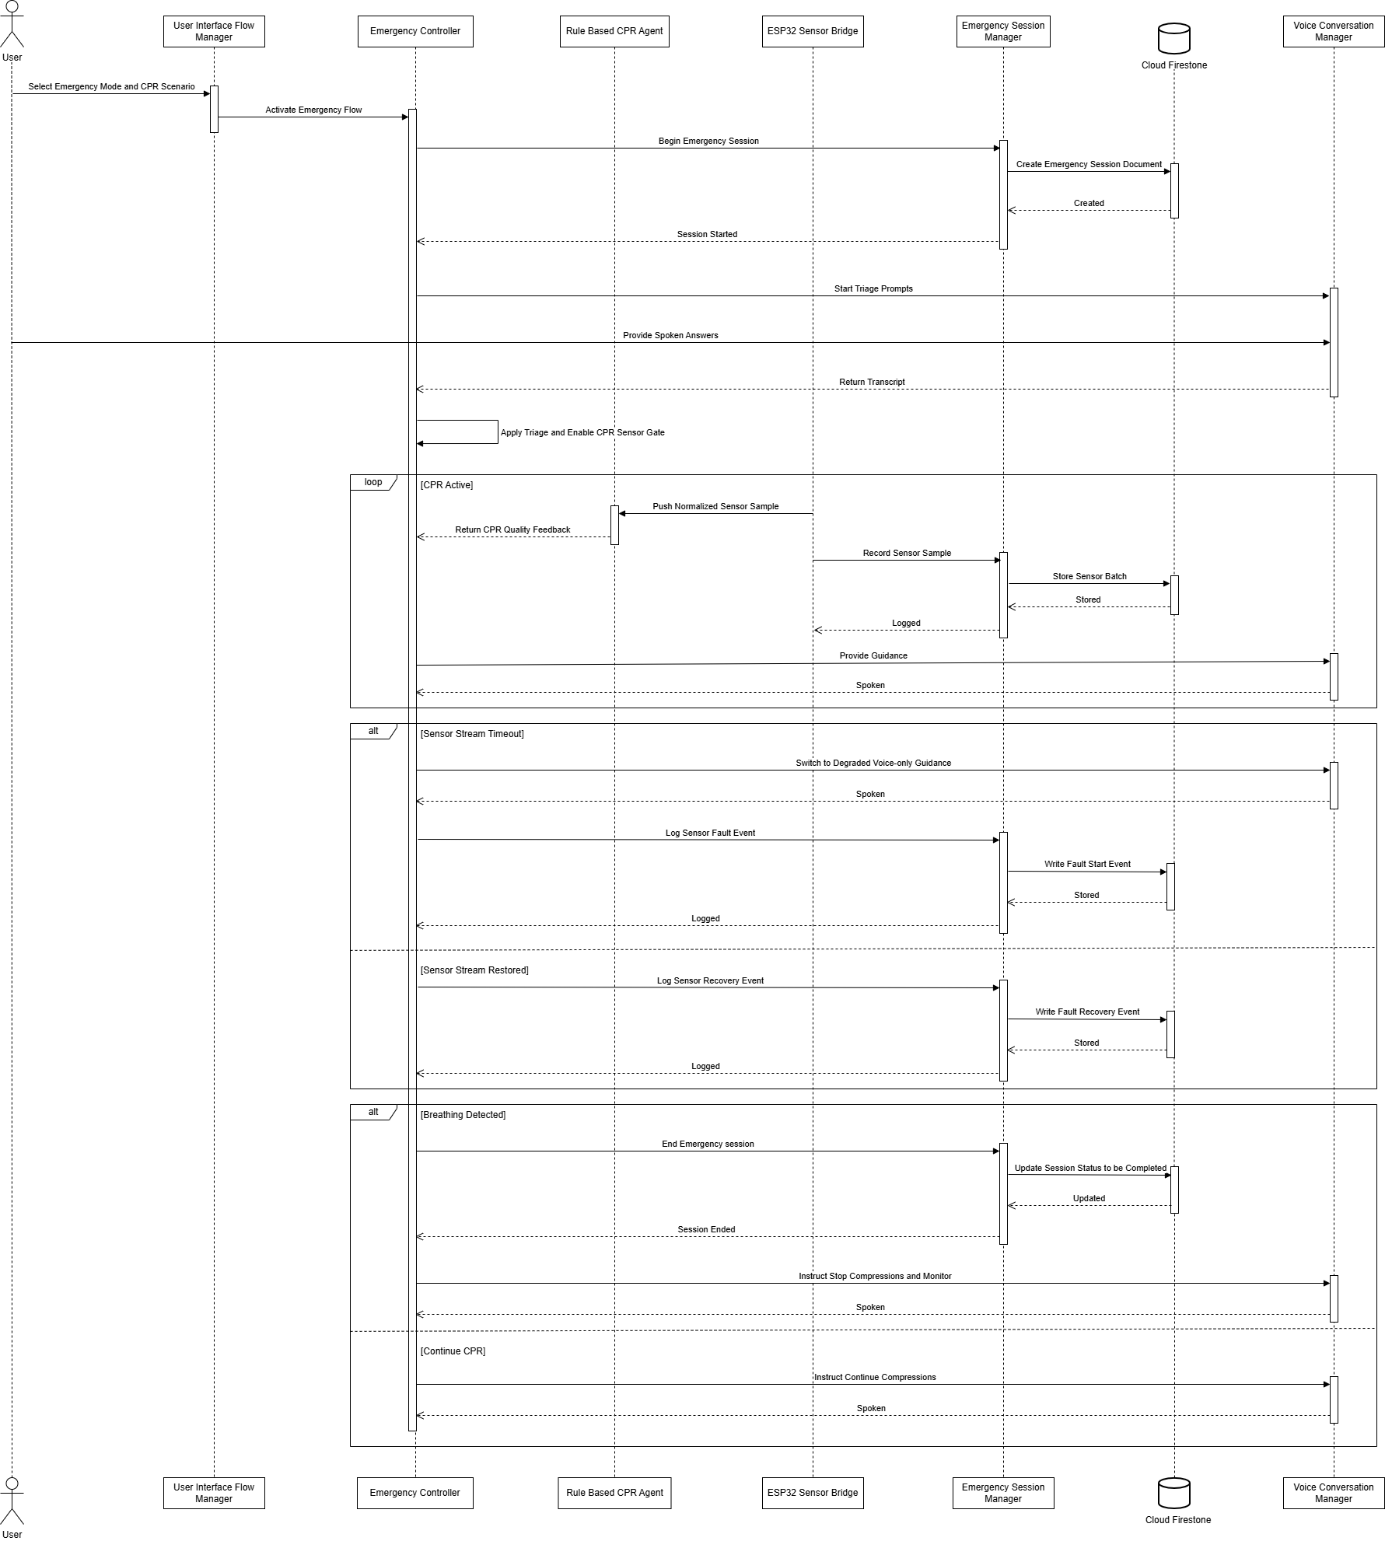 User
User Interface Flow
Manager
Emergency Controller
Rule Based CPR Agent
ESP32 Sensor Bridge
Emergency Session
Manager
Cloud Firestone
Voice Conversation
Manager
Select Emergency Mode and CPR Scenario
Activate Emergency Flow
Begin Emergency Session
Create Emergency Session Document
Created
Session Started
Start Triage Prompts
Provide Spoken Answers
Return Transcript
Apply Triage and Enable CPR Sensor Gate
loop
[CPR Active]
Push Normalized Sensor Sample
Return CPR Quality Feedback
Record Sensor Sample
Store Sensor Batch
Stored
Logged
Provide Guidance
Spoken
alt
[Sensor Stream Timeout]
Switch to Degraded Voice-only Guidance
Spoken
Log Sensor Fault Event
Write Fault Start Event
Stored
Logged
[Sensor Stream Restored]
Log Sensor Recovery Event
Write Fault Recovery Event
Stored
Logged
alt
[Breathing Detected]
End Emergency session
Update Session Status to be Completed
Updated
Session Ended
Instruct Stop Compressions and Monitor
Spoken
[Continue CPR]
Instruct Continue Compressions
Spoken
User
User Interface Flow
Manager
Emergency Controller
Rule Based CPR Agent
ESP32 Sensor Bridge
Emergency Session
Manager
Cloud Firestone
Voice Conversation
Manager